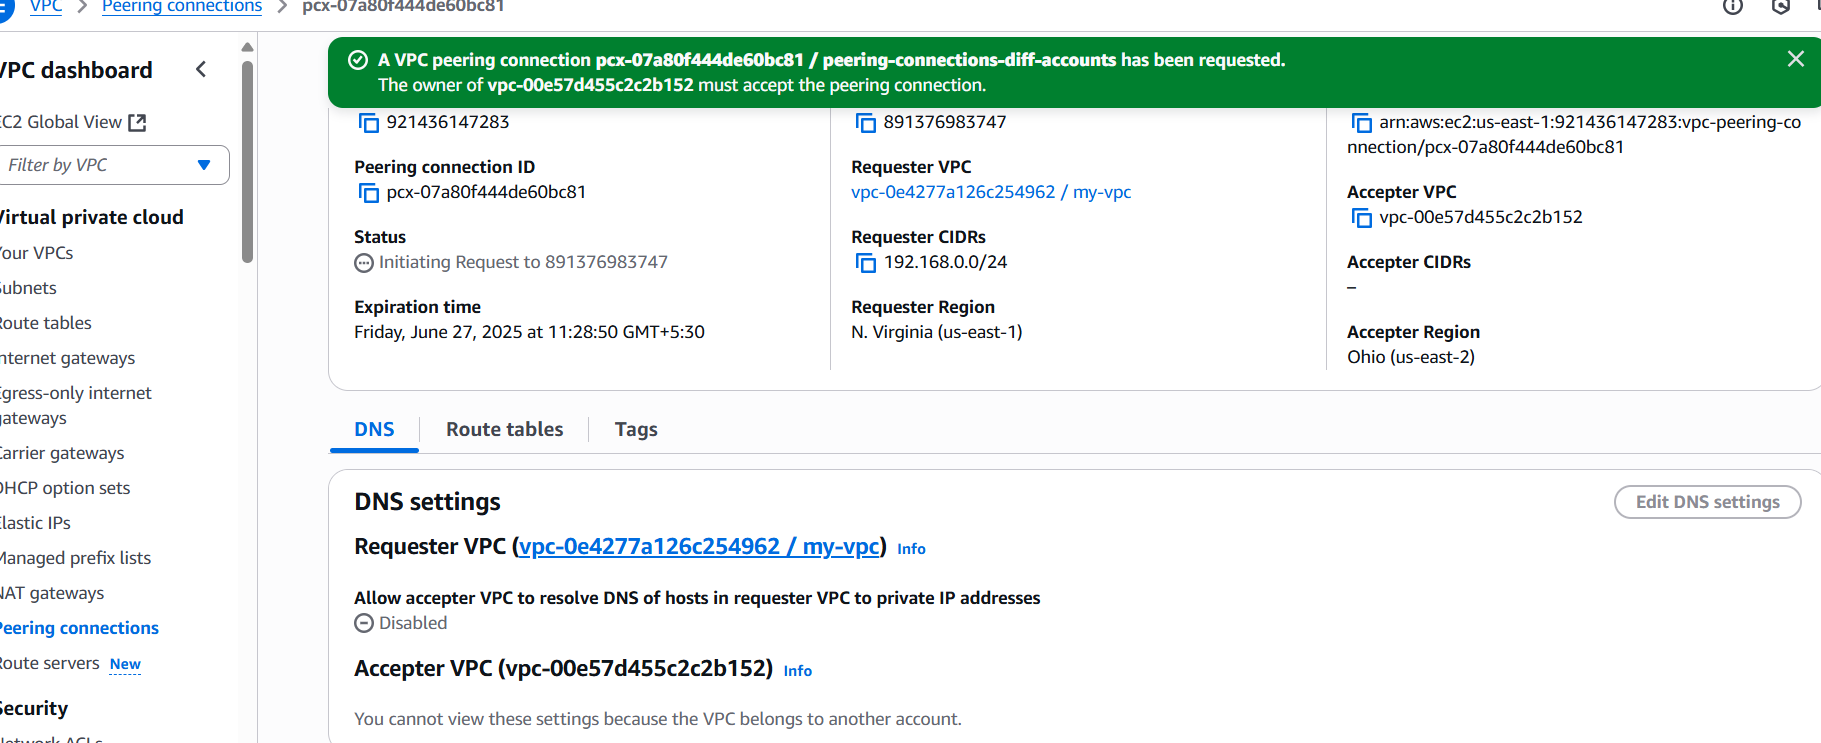 VPC > Peering connections > pcx-07a80f444de60bc81
VPC dashboard
EC2 Global View
Filter by VPC
Virtual private cloud
Your VPCs
Subnets
Route tables
Internet gateways
Egress-only internet
gateways
Carrier gateways
DHCP option sets
Elastic IPs
Managed prefix lists
NAT gateways
Peering connections
Route servers New
Security
Network ACLs
A VPC peering connection pcx-07a80f444de60bc81 / peering-connections-diff-accounts has been requested.
The owner of vpc-00e57d455c2c2b152 must accept the peering connection.
921436147283
Peering connection ID
pcx-07a80f444de60bc81
Status
Initiating Request to 891376983747
Expiration time
Friday, June 27, 2025 at 11:28:50 GMT+5:30
891376983747
Requester VPC
vpc-0e4277a126c254962 / my-vpc
Requester CIDRs
192.168.0.0/24
Requester Region
N. Virginia (us-east-1)
arn:aws:ec2:us-east-1:921436147283:vpc-peering-co
nnection/pcx-07a80f444de60bc81
Accepter VPC
vpc-00e57d455c2c2b152
Accepter CIDRs
–
Accepter Region
Ohio (us-east-2)
DNS
Route tables
Tags
DNS settings
Edit DNS settings
Requester VPC (vpc-0e4277a126c254962 / my-vpc) Info
Allow accepter VPC to resolve DNS of hosts in requester VPC to private IP addresses
Disabled
Accepter VPC (vpc-00e57d455c2c2b152) Info
You cannot view these settings because the VPC belongs to another account.